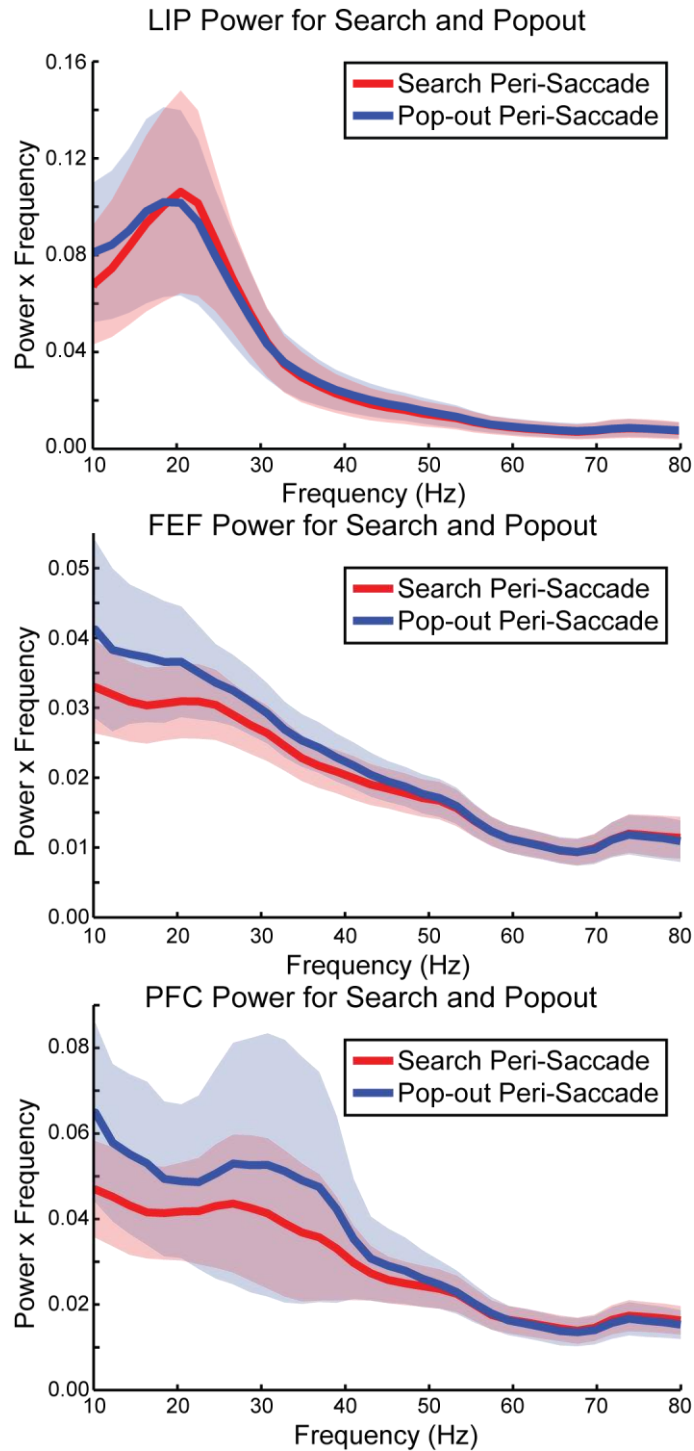 LIP Power for Search and Popout
0.16
Search Peri-Saccade
Pop-out Peri-Saccade
0.12
0.08
0.04
0.00
Power x Frequency
10 20 30 40 50 60 70 80
Frequency (Hz)
FEF Power for Search and Popout
0.05
Search Peri-Saccade
Pop-out Peri-Saccade
0.04
0.03
0.02
0.01
0.00
Power x Frequency
10 20 30 40 50 60 70 80
Frequency (Hz)
PFC Power for Search and Popout
0.08
Search Peri-Saccade
Pop-out Peri-Saccade
0.06
0.04
0.02
0.00
Power x Frequency
10 20 30 40 50 60 70 80
Frequency (Hz)